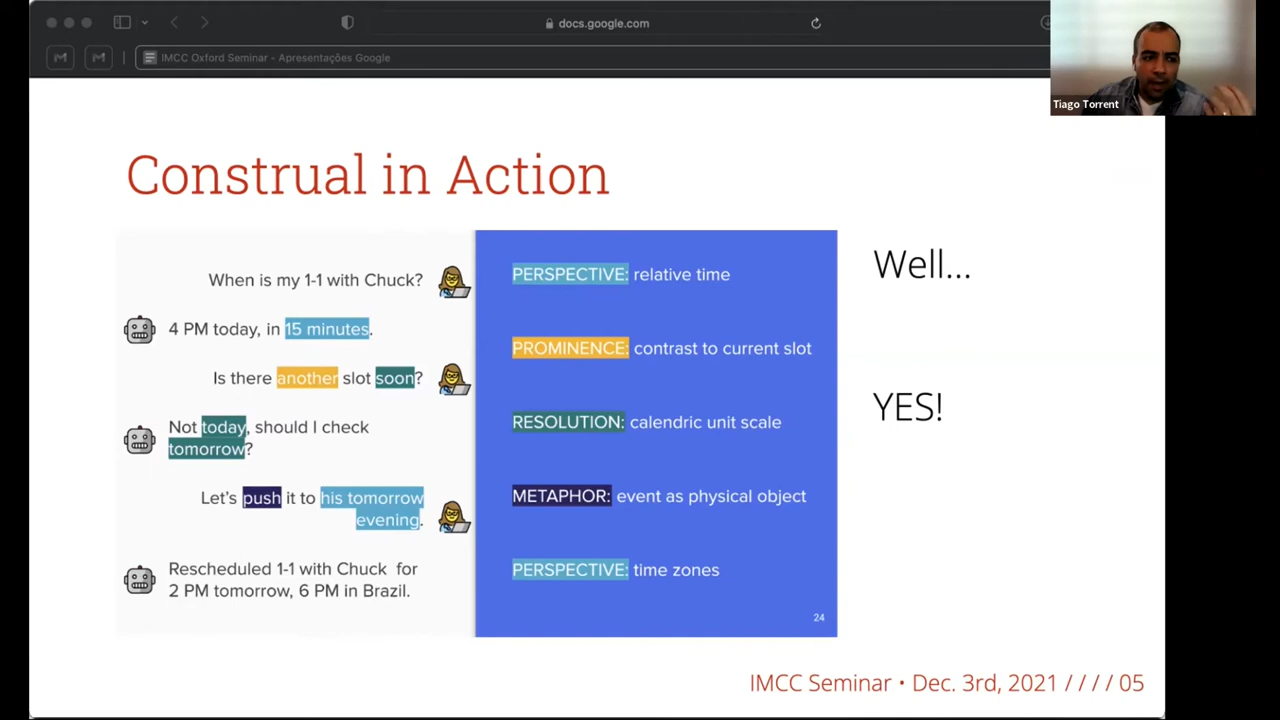 docs.google.com
IMCC Oxford Seminar - Apresentações Google
Tiago Torrent
Construal in Action
When is my 1-1 with Chuck?
4 PM today, in 15 minutes.
Is there another slot soon?
Not today, should I check
tomorrow?
Let's push it to his tomorrow
evening.
Rescheduled 1-1 with Chuck for
2 PM tomorrow, 6 PM in Brazil.
PERSPECTIVE: relative time
PROMINENCE: contrast to current slot
RESOLUTION: calendric unit scale
METAPHOR: event as physical object
PERSPECTIVE: time zones
24
Well...
YES!
IMCC Seminar • Dec. 3rd, 2021 / / / / 05